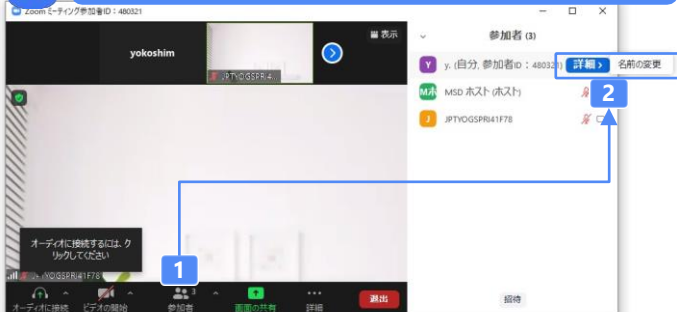 Zoom ミーティング参加者ID：480321
yokoshim
表示
JPTYOGSPRI4...
参加者 (3)
Y
y. (自分, 参加者ID：480321)
詳細>
名前の変更
M木
MSD ホスト (ホスト)
2
J
JPTYOGSPRI41F78
オーディオに接続するには、ク
リックしてください
1
JPTYOGSPRI41F78
オーディオに接続
ビデオの開始
参加者
3
画面の共有
詳細
退出
招待